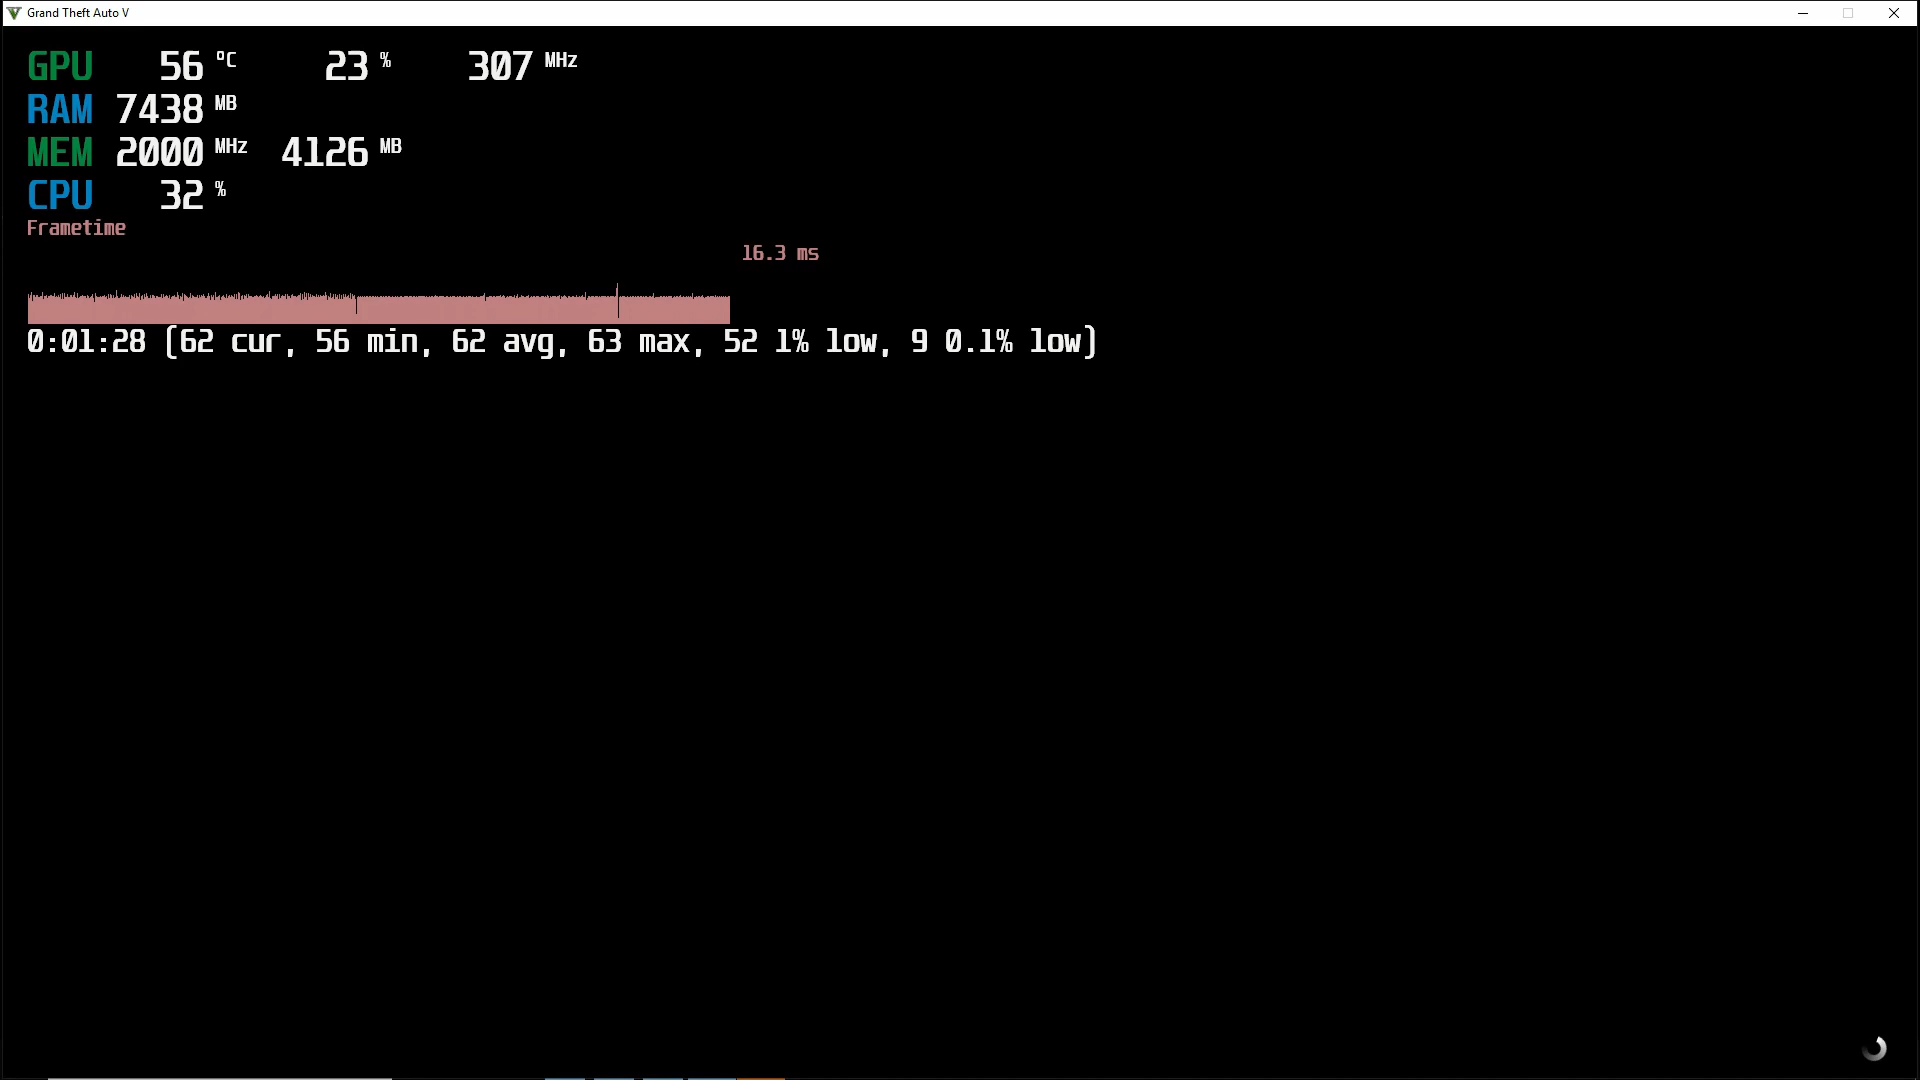 Grand Theft Auto V
GPU 56 °C 23 % 307 MHz
RAM 7438 MB
MEM 2000 MHz 4126 MB
CPU 32 %
Frametime
16.3 ms
0:01:28 (62 cur, 56 min, 62 avg, 63 max, 52 1% low, 9 0.1% low)